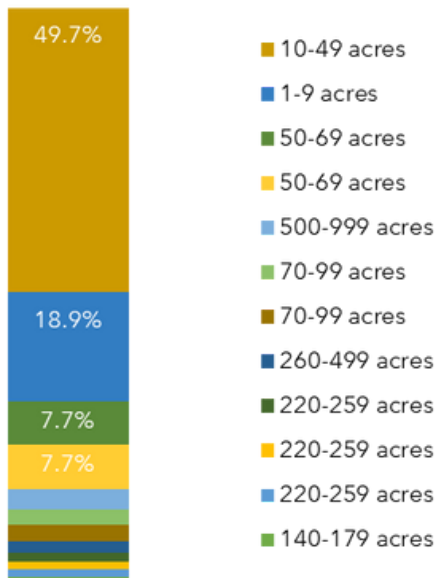 49.7%
10-49 acres
1-9 acres
50-69 acres
50-69 acres
500-999 acres
18.9%
70-99 acres
70-99 acres
260-499 acres
7.7%
220-259 acres
7.7%
220-259 acres
220-259 acres
140-179 acres